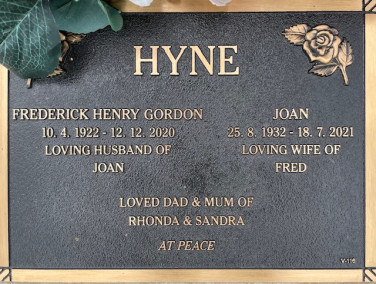 HYNE
FREDERICK HENRY GORDON
10. 4. 1922 - 12. 12. 2020
LOVING HUSBAND OF
JOAN
JOAN
25. 8. 1932 - 18. 7. 2021
LOVING WIFE OF
FRED
LOVED DAD & MUM OF
RHONDA & SANDRA
AT PEACE